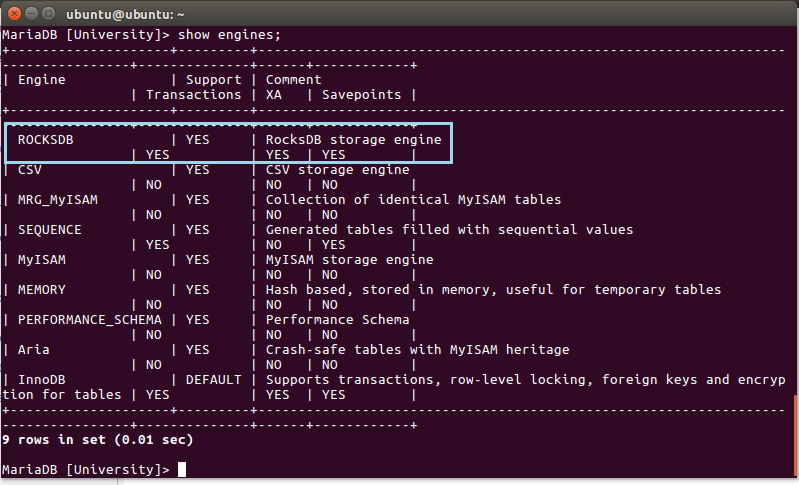 ubuntu@ubuntu: ~
MariaDB [University]> show engines;
+--------------------+---------+------------------------------------------------------------------
----------------+--------------+------+------------+
| Engine             | Support | Comment
                | Transactions | XA   | Savepoints |
+--------------------+---------+------------------------------------------------------------------
----------------+--------------+------+------------+
| ROCKSDB            | YES     | RocksDB storage engine
                | YES          | YES  | YES        |
| CSV                | YES     | CSV storage engine
                | NO           | NO   | NO         |
| MRG_MyISAM         | YES     | Collection of identical MyISAM tables
                | NO           | NO   | NO         |
| SEQUENCE           | YES     | Generated tables filled with sequential values
                | YES          | NO   | YES        |
| MyISAM             | YES     | MyISAM storage engine
                | NO           | NO   | NO         |
| MEMORY             | YES     | Hash based, stored in memory, useful for temporary tables
                | NO           | NO   | NO         |
| PERFORMANCE_SCHEMA | YES     | Performance Schema
                | NO           | NO   | NO         |
| Aria               | YES     | Crash-safe tables with MyISAM heritage
                | NO           | NO   | NO         |
| InnoDB             | DEFAULT | Supports transactions, row-level locking, foreign keys and encryp
tion for tables | YES          | YES  | YES        |
+--------------------+---------+------------------------------------------------------------------
----------------+--------------+------+------------+
9 rows in set (0.01 sec)
MariaDB [University]>